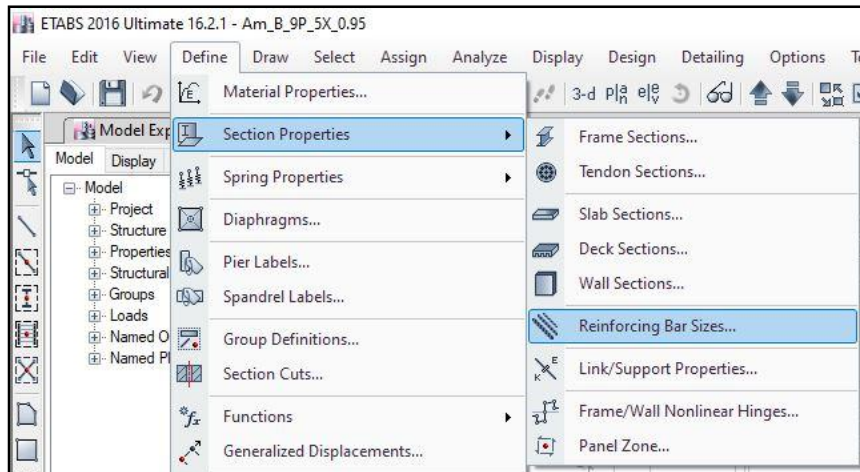 ETABS 2016 Ultimate 16.2.1 - Am_B_9P_5X_0.95
File Edit View Define Draw Select Assign Analyze Display Design Detailing Options
3-d
Model
Model Display
Model
Project
Structure
Properties
Structural
Groups
Loads
Named
Named
Material Properties...
Section Properties
Spring Properties
Diaphragms...
Pier Labels...
Spandrel Labels...
Group Definitions...
Section Cuts...
Functions
Generalized Displacements...
Frame Sections...
Tendon Sections...
Slab Sections...
Deck Sections...
Wall Sections...
Reinforcing Bar Sizes...
Link/Support Properties...
Frame/Wall Nonlinear Hinges...
Panel Zone...